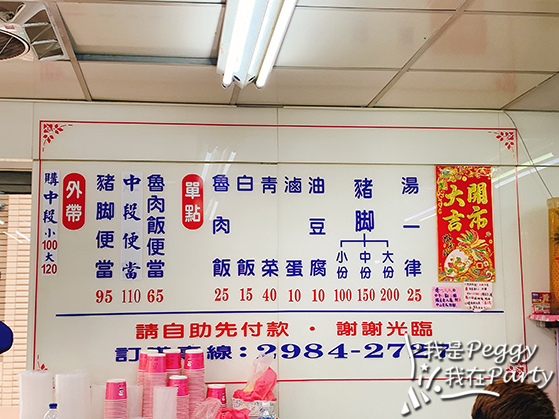 購中段小100大120
外帶
豬脚便當 95
中段便當 110
魯肉飯便當 65
單點
魯肉飯 25
白飯 15
青菜 40
滷蛋 10
油豆腐 10
豬脚
小份 100
中份 150
大份 200
湯一律 25
開市大吉
請自助先付款・謝謝光臨
訂菜專線：2984-2727
我是Peggy
我在Party